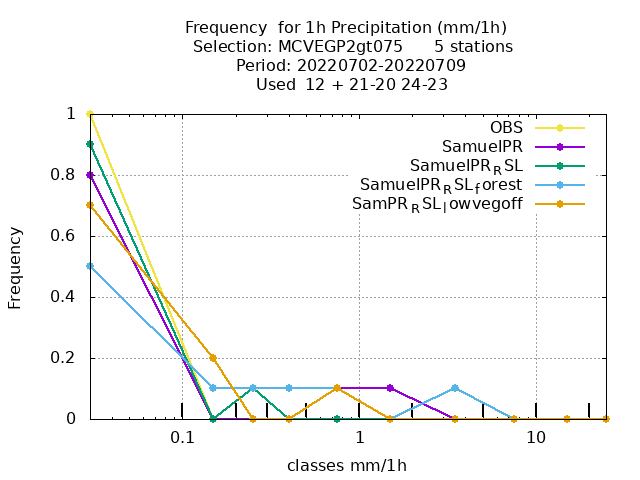 Frequency  for 1h Precipitation (mm/1h)
Selection: MCVEGP2gt075      5 stations
Period: 20220702-20220709
Used  12 + 21-20 24-23
1
0.8
0.6
0.4
0.2
0
Frequency
OBS
SamuelPR
SamuelPR_RSL
SamuelPR_RSL_forest
SamPR_RSL_lowvegoff
0.1
1
10
classes mm/1h